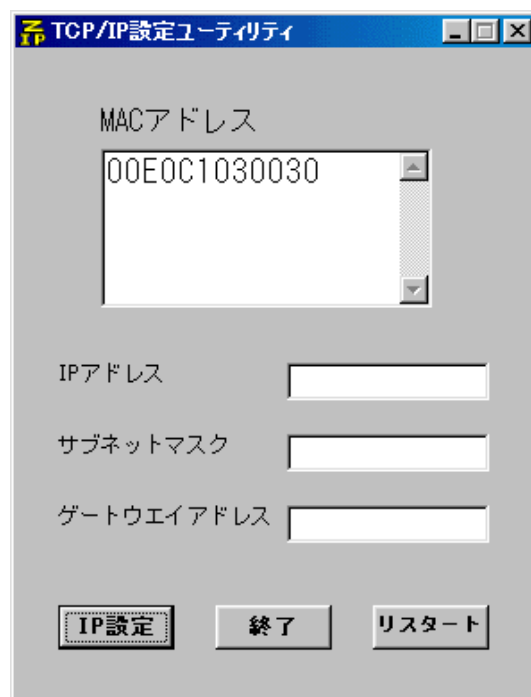 Z
IP
TCP/IP設定ユーティリティ
MACアドレス
00E0C1030030
IPアドレス
サブネットマスク
ゲートウエイアドレス
IP設定
終了
リスタート